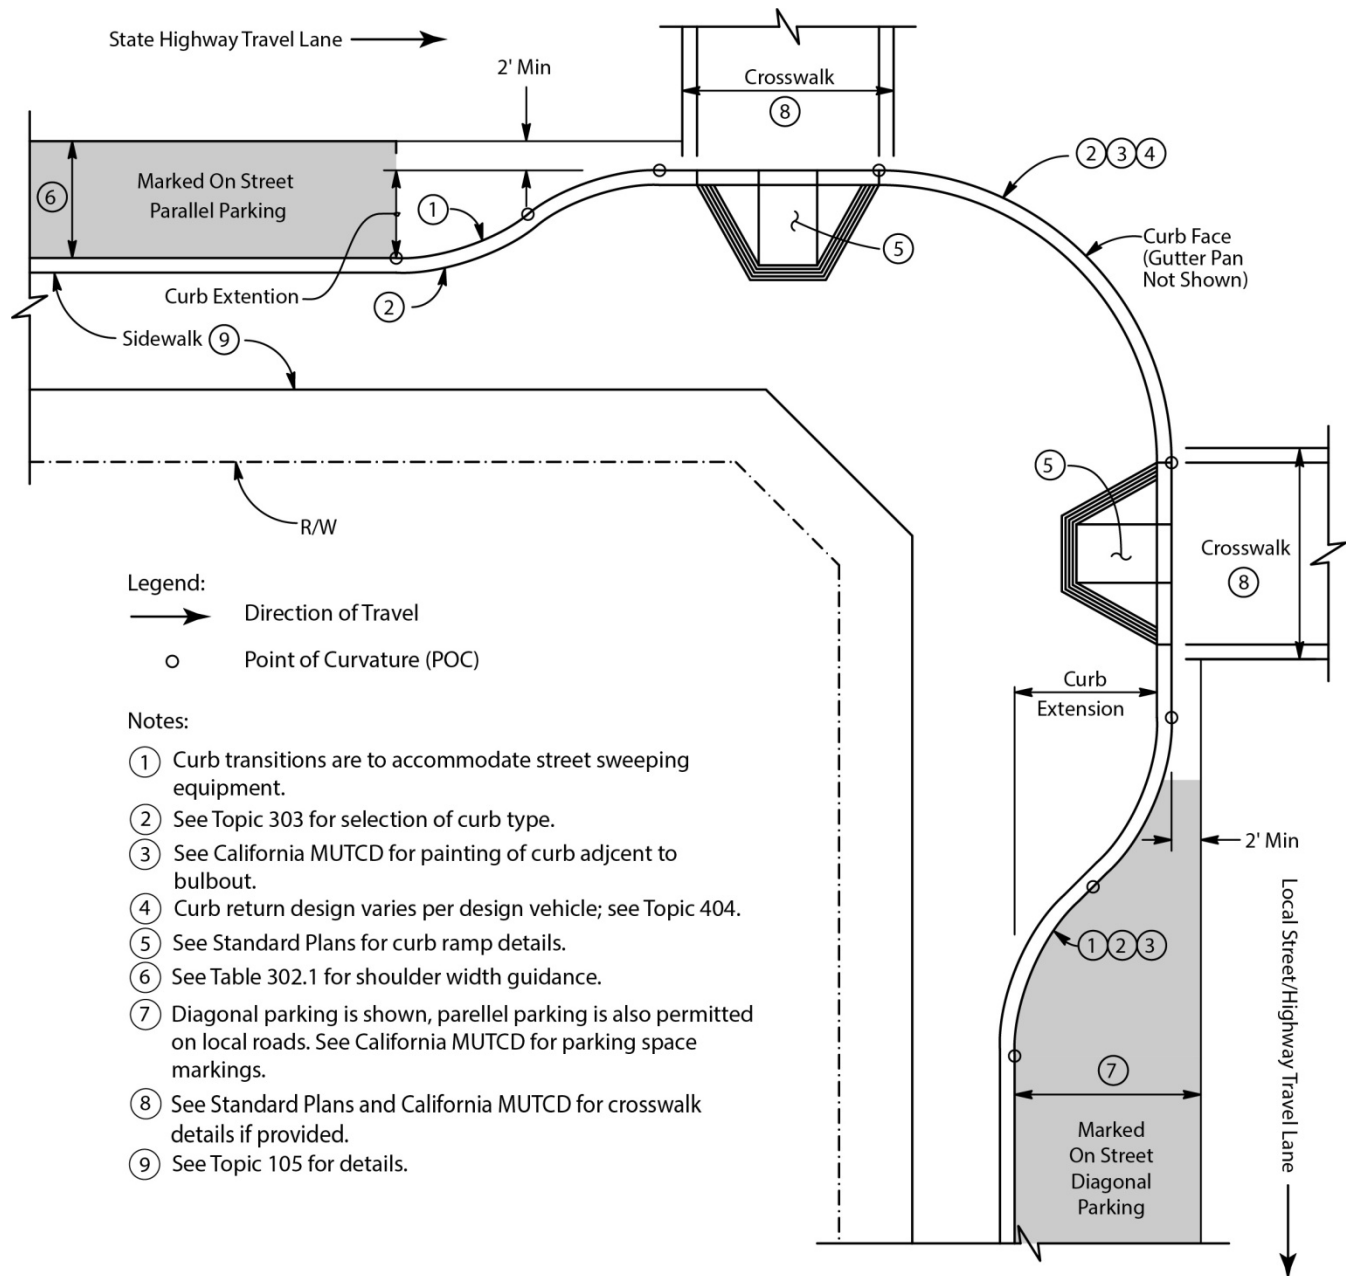 State Highway Travel Lane
2' Min
Crosswalk
8
2 3 4
6
Marked On Street
Parallel Parking
1
5
Curb Face
(Gutter Pan
Not Shown)
Curb Extention
2
Sidewalk 9
5
R/W
Crosswalk
8
Legend:
Direction of Travel
Point of Curvature (POC)
Curb
Extension
Notes:
1 Curb transitions are to accommodate street sweeping
equipment.
2 See Topic 303 for selection of curb type.
3 See California MUTCD for painting of curb adjcent to
bulbout.
4 Curb return design varies per design vehicle; see Topic 404.
5 See Standard Plans for curb ramp details.
6 See Table 302.1 for shoulder width guidance.
7 Diagonal parking is shown, parellel parking is also permitted
on local roads. See California MUTCD for parking space
markings.
8 See Standard Plans and California MUTCD for crosswalk
details if provided.
9 See Topic 105 for details.
2' Min
1 2 3
7
Marked
On Street
Diagonal
Parking
Local Street/Highway Travel Lane